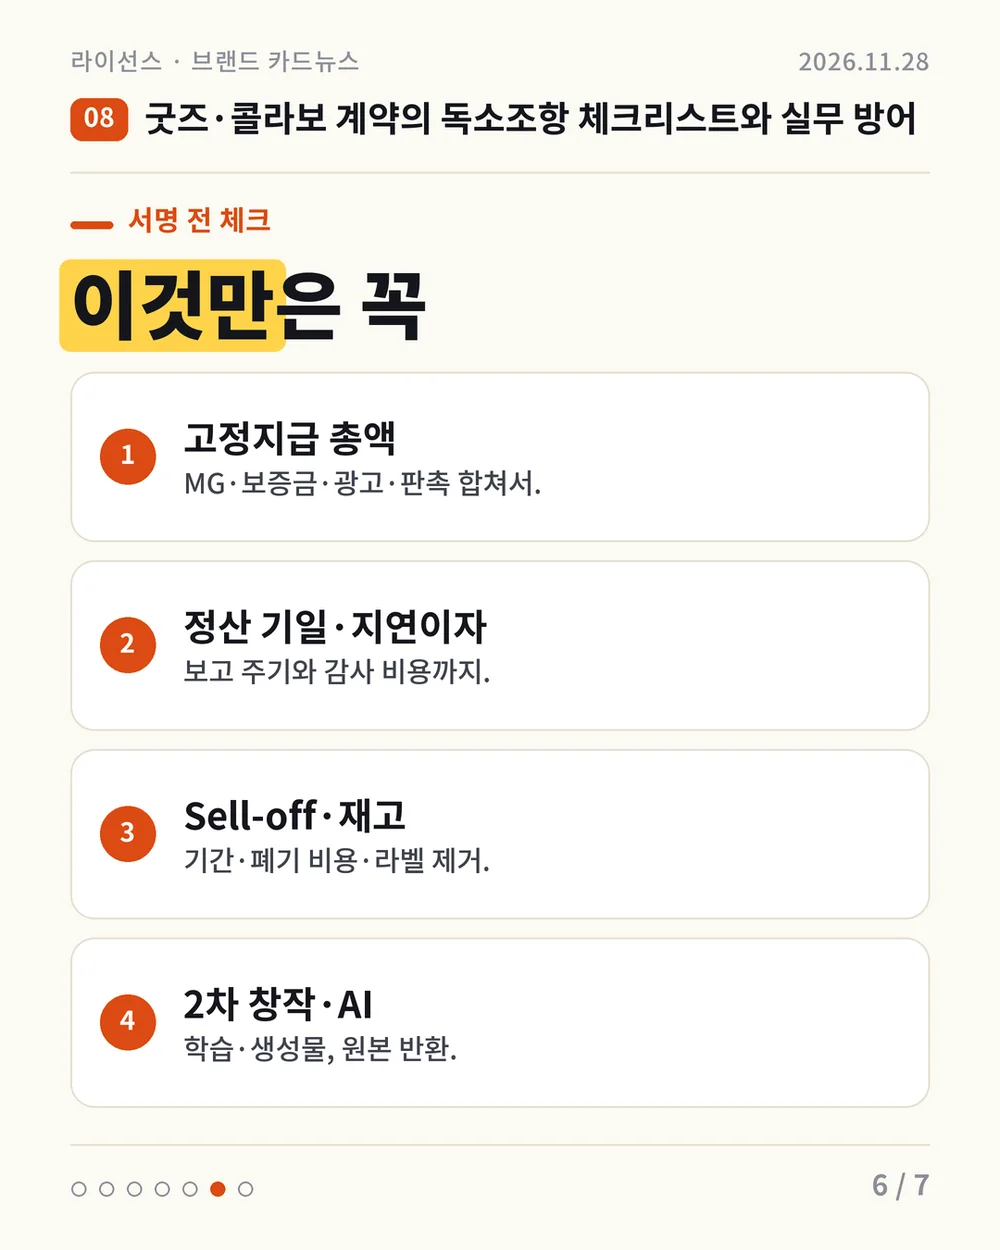 라이선스 · 브랜드 카드뉴스
2026.11.28
08 굿즈·콜라보 계약의 독소조항 체크리스트와 실무 방어
서명 전 체크
이것만은 꼭
1
고정지급 총액
MG·보증금·광고·판촉 합쳐서.
2
정산 기일·지연이자
보고 주기와 감사 비용까지.
3
Sell-off·재고
기간·폐기 비용·라벨 제거.
4
2차 창작·AI
학습·생성물, 원본 반환.
6 / 7